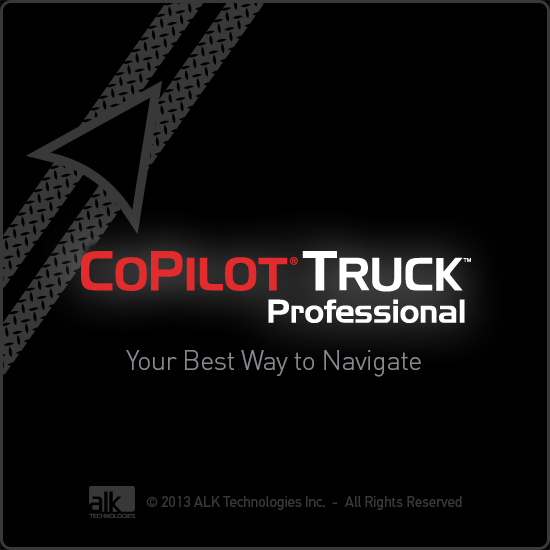 CoPilot® Truck™
Professional
Your Best Way to Navigate
alk
TECHNOLOGIES
© 2013 ALK Technologies Inc. - All Rights Reserved